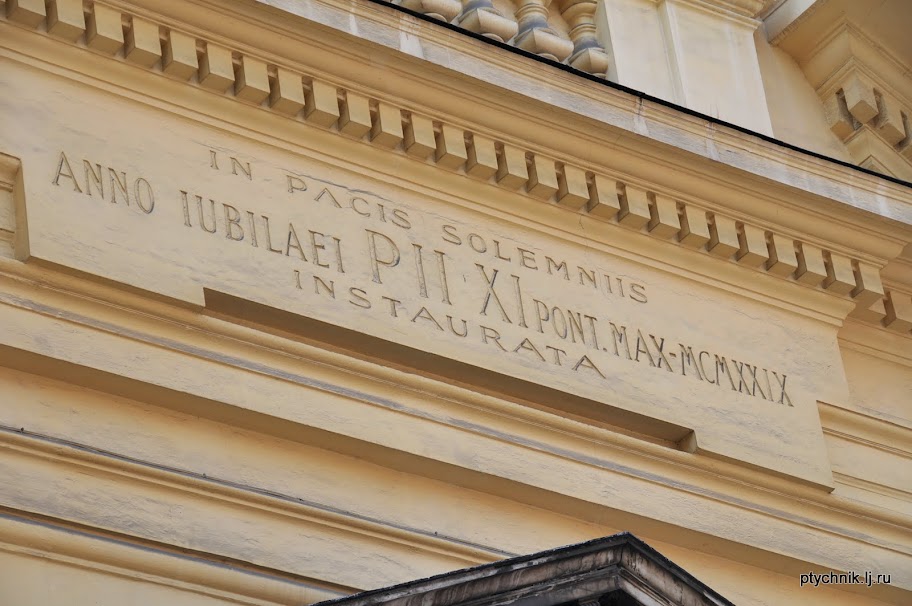 IN PACIS SOLEMNIIS
ANNO IUBILAEI PII XI PONT. MAX-MCMXXIX
INSTAURATA
ptychnik.lj.ru